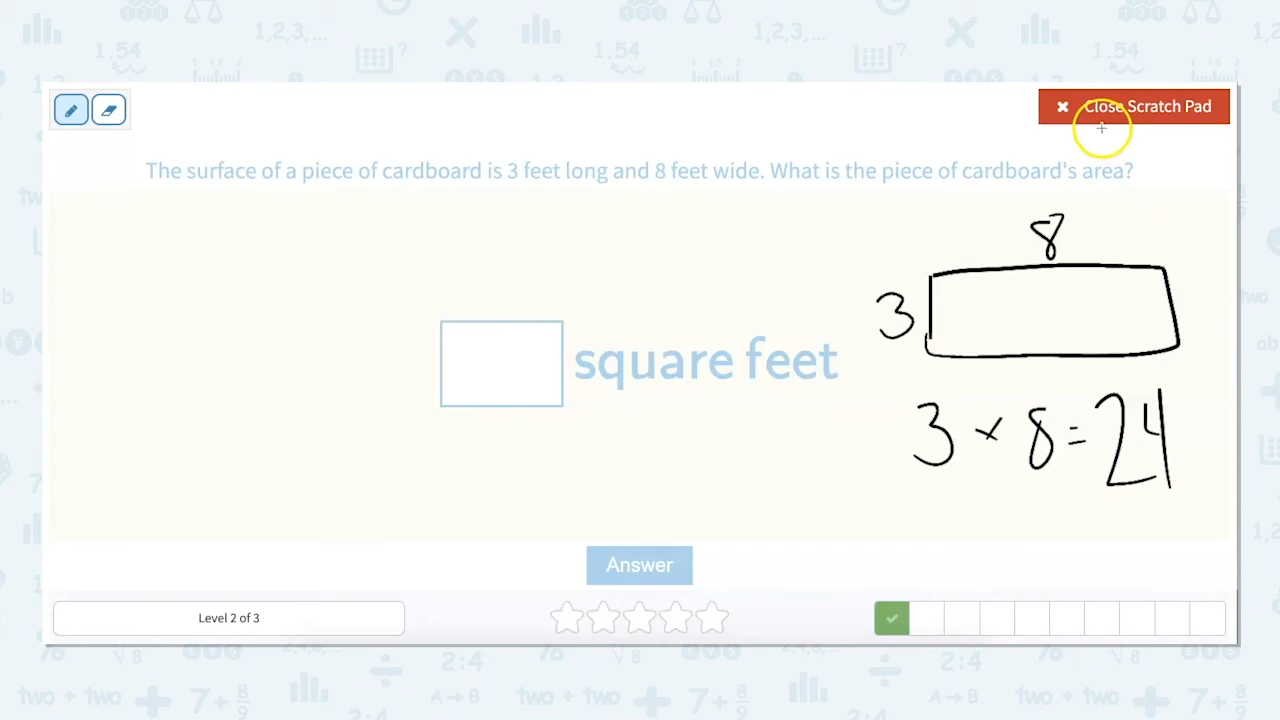 Close Scratch Pad
The surface of a piece of cardboard is 3 feet long and 8 feet wide. What is the piece of cardboard's area?
8
3
square feet
3 × 8 = 24
Answer
Level 2 of 3